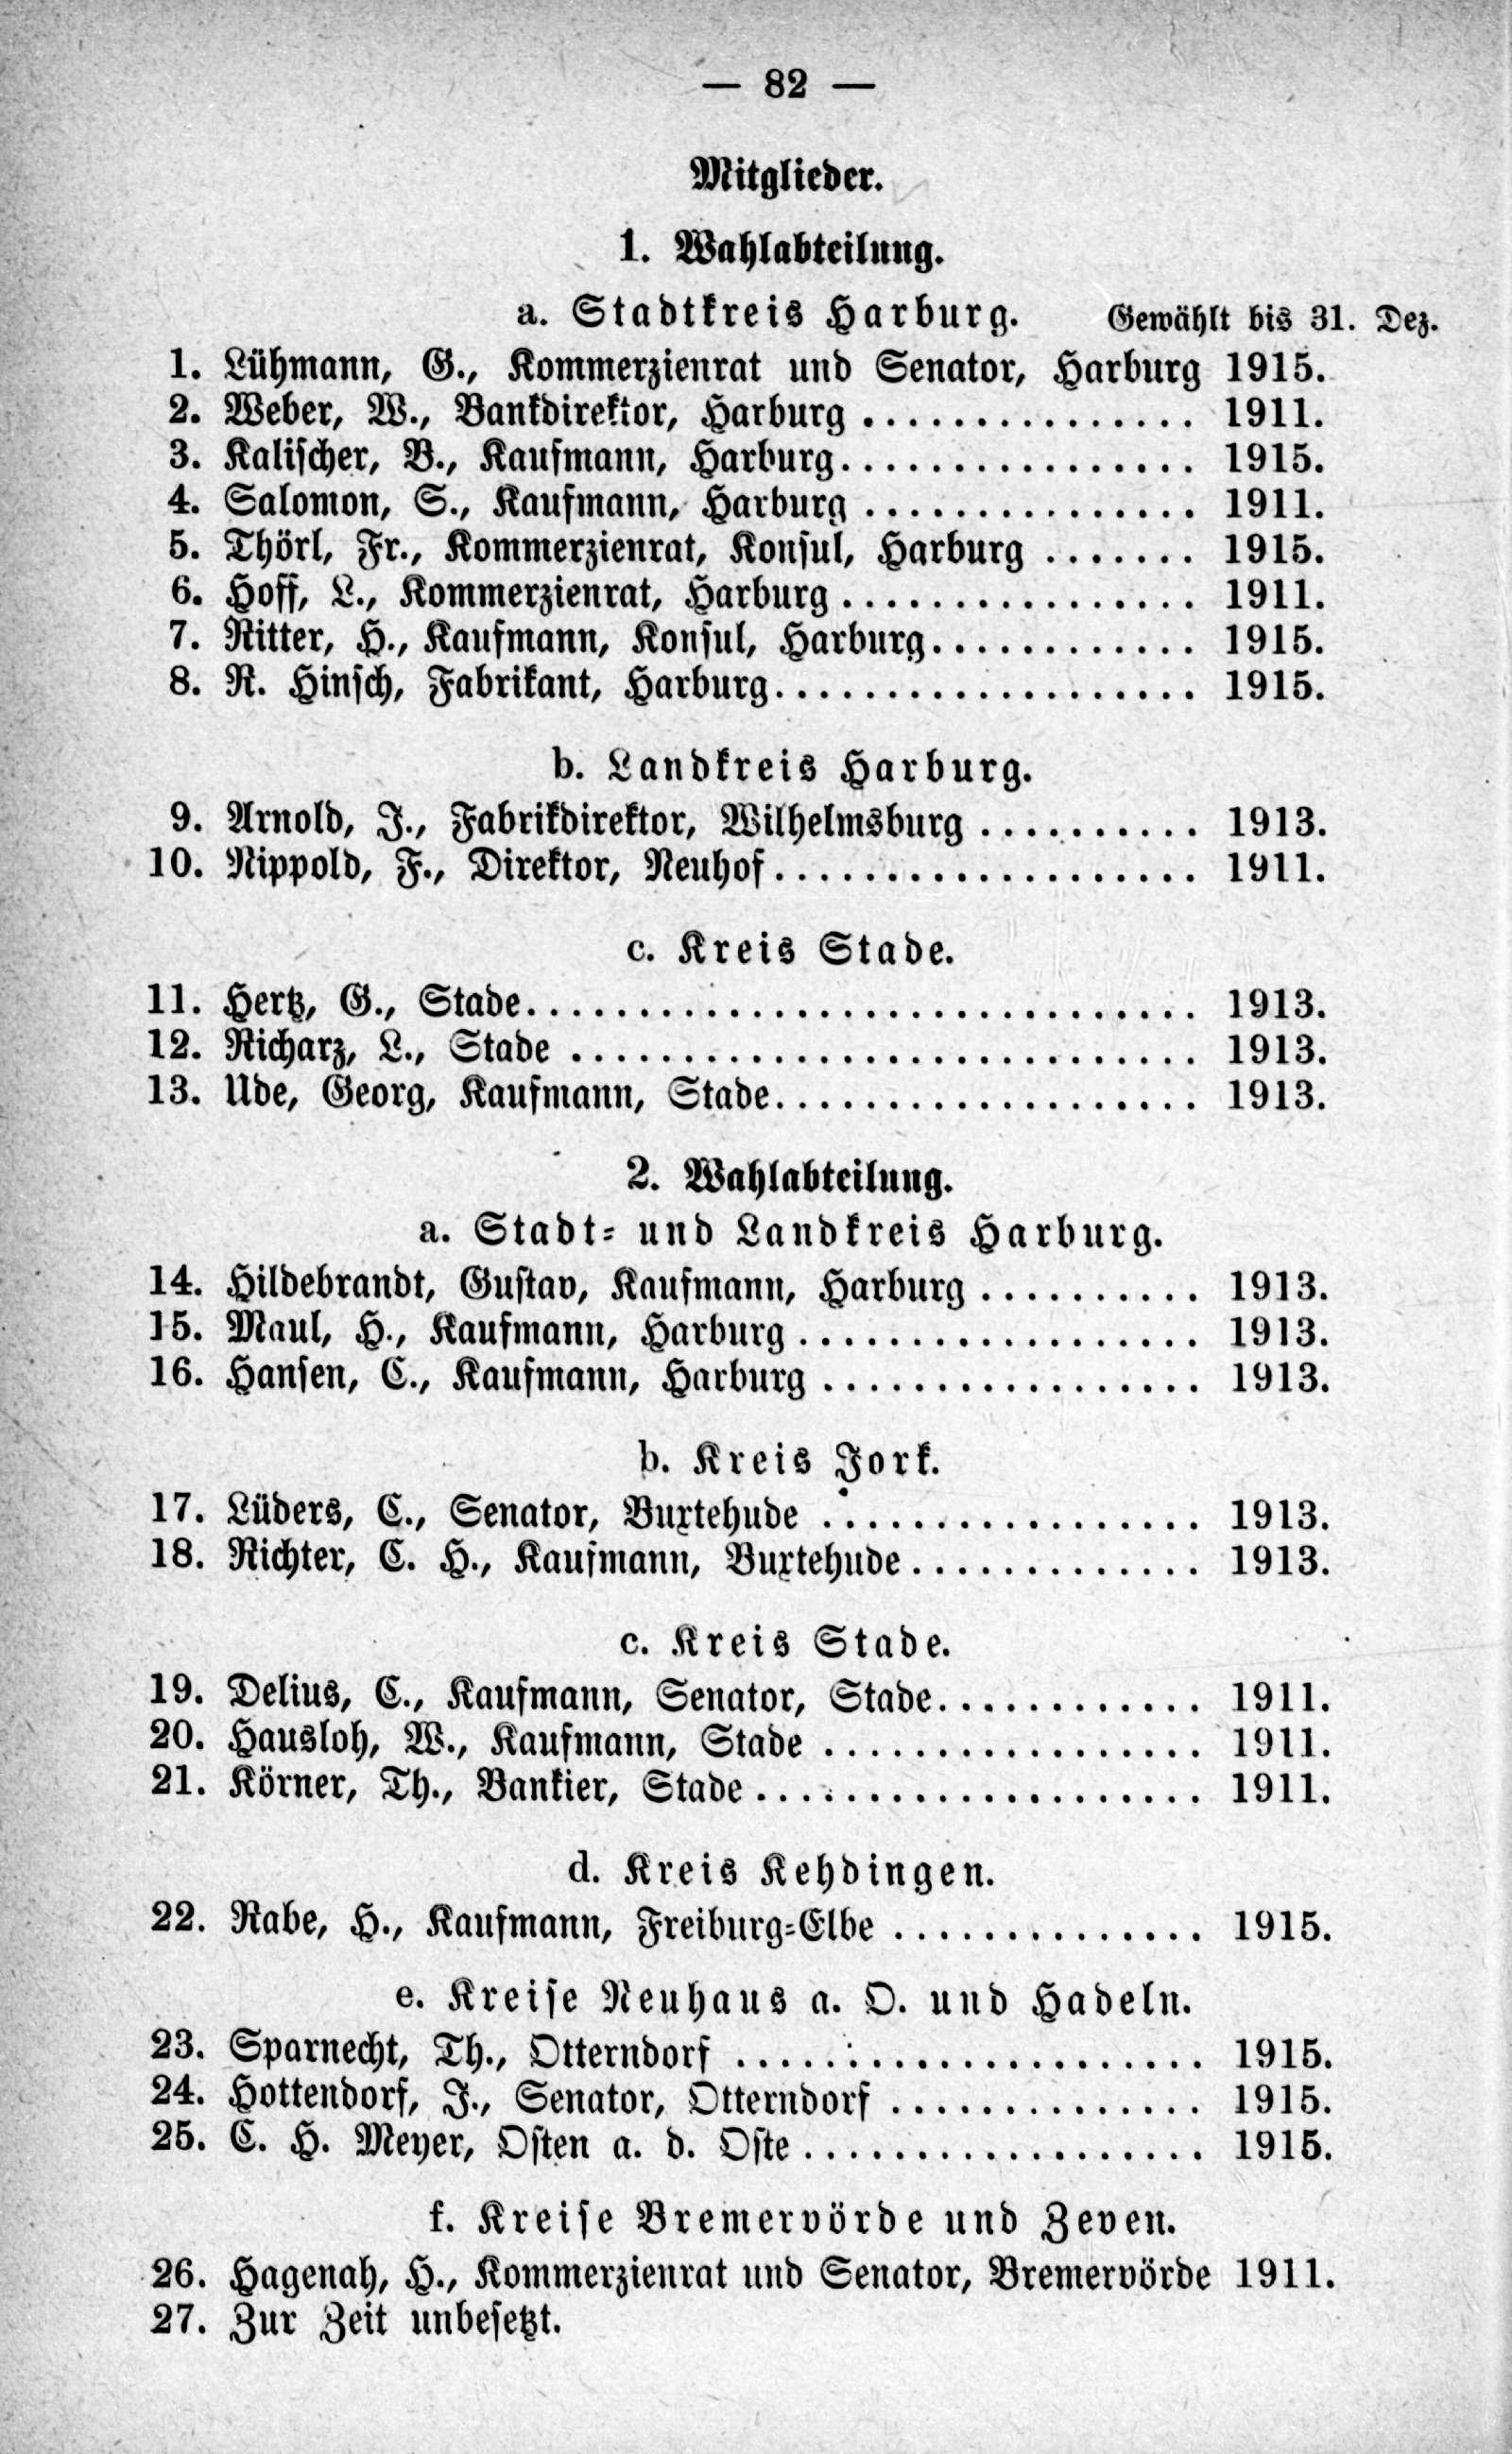 — 82 —
Mitglieder.
1. Wahlabteilung.
a. Stadtkreis Harburg. Gewählt bis 31. Dez.
1. Lühmann, G., Kommerzienrat und Senator, Harburg 1915.
2. Weber, W., Bankdirektor, Harburg ............... 1911.
3. Kalischer, B., Kaufmann, Harburg................ 1915.
4. Salomon, S., Kaufmann, Harburg ............... 1911.
5. Thörl, Fr., Kommerzienrat, Konsul, Harburg ....... 1915.
6. Hoff, L., Kommerzienrat, Harburg ................ 1911.
7. Ritter, H., Kaufmann, Konsul, Harburg............ 1915.
8. R. Hinsch, Fabrikant, Harburg................... 1915.
b. Landkreis Harburg.
9. Arnold, J., Fabrikdirektor, Wilhelmsburg .......... 1913.
10. Nippold, F., Direktor, Neuhof................... 1911.
c. Kreis Stade.
11. Hertz, G., Stade.............................. 1913.
12. Richarz, L., Stade ............................ 1913.
13. Ude, Georg, Kaufmann, Stade................... 1913.
2. Wahlabteilung.
a. Stadt- und Landkreis Harburg.
14. Hildebrandt, Gustav, Kaufmann, Harburg .......... 1913.
15. Maul, H., Kaufmann, Harburg .................. 1913.
16. Hansen, C., Kaufmann, Harburg ................. 1913.
b. Kreis Jork.
17. Lüders, C., Senator, Buxtehude ................. 1913.
18. Richter, C. H., Kaufmann, Buxtehude............. 1913.
c. Kreis Stade.
19. Delius, C., Kaufmann, Senator, Stade............ 1911.
20. Hausloh, W., Kaufmann, Stade ................. 1911.
21. Körner, Th., Bankier, Stade .................... 1911.
d. Kreis Kehdingen.
22. Rabe, H., Kaufmann, Freiburg-Elbe .............. 1915.
e. Kreise Neuhaus a. O. und Hadeln.
23. Sparnecht, Th., Otterndorf ..................... 1915.
24. Hottendorf, J., Senator, Otterndorf .............. 1915.
25. C. H. Meyer, Osten a. d. Oste .................. 1915.
f. Kreise Bremervörde und Zeven.
26. Hagenah, H., Kommerzienrat und Senator, Bremervörde 1911.
27. Zur Zeit unbesetzt.